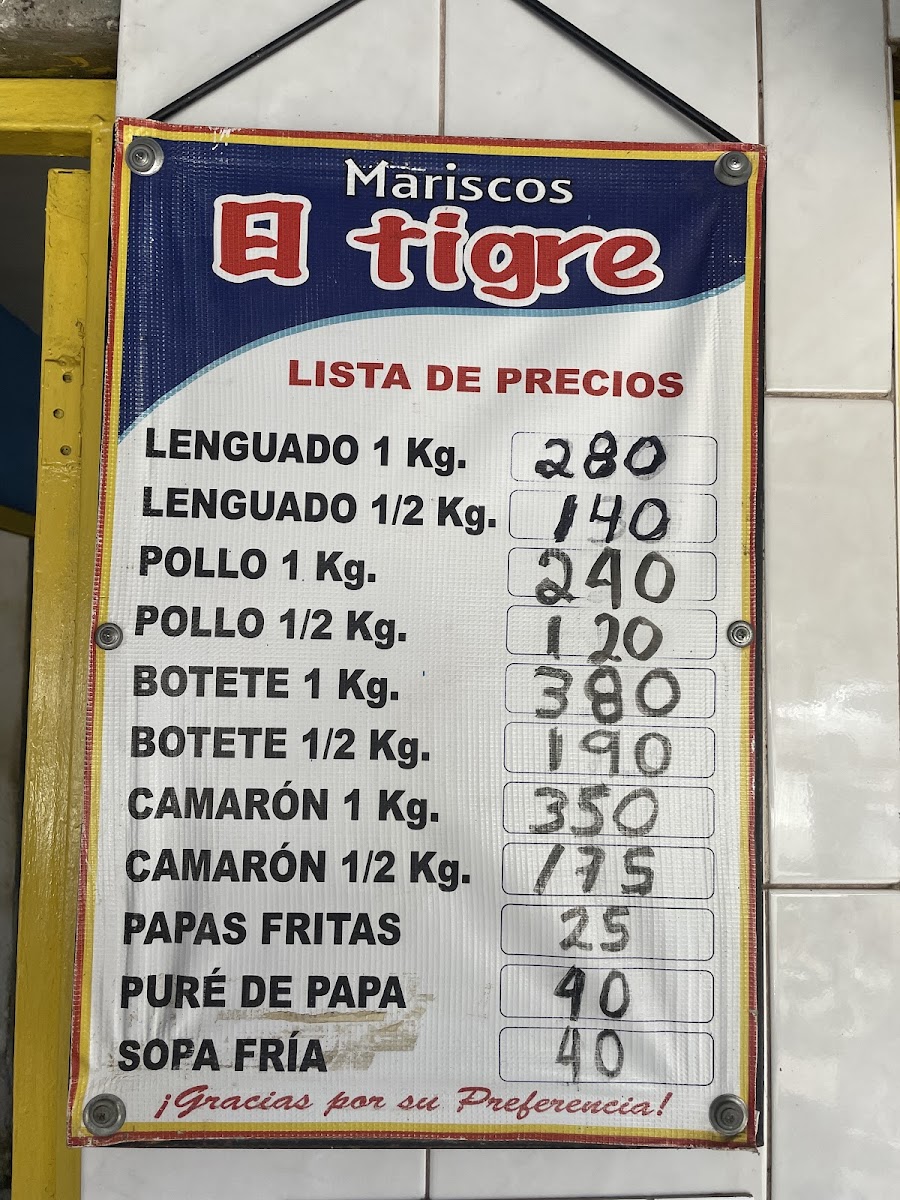 Mariscos
El tigre
LISTA DE PRECIOS
LENGUADO 1 Kg. 280
LENGUADO 1/2 Kg. 140
POLLO 1 Kg. 240
POLLO 1/2 Kg. 120
BOTETE 1 Kg. 380
BOTETE 1/2 Kg. 190
CAMARÓN 1 Kg. 350
CAMARÓN 1/2 Kg. 175
PAPAS FRITAS 25
PURÉ DE PAPA 40
SOPA FRÍA 40
¡Gracias por su Preferencia!